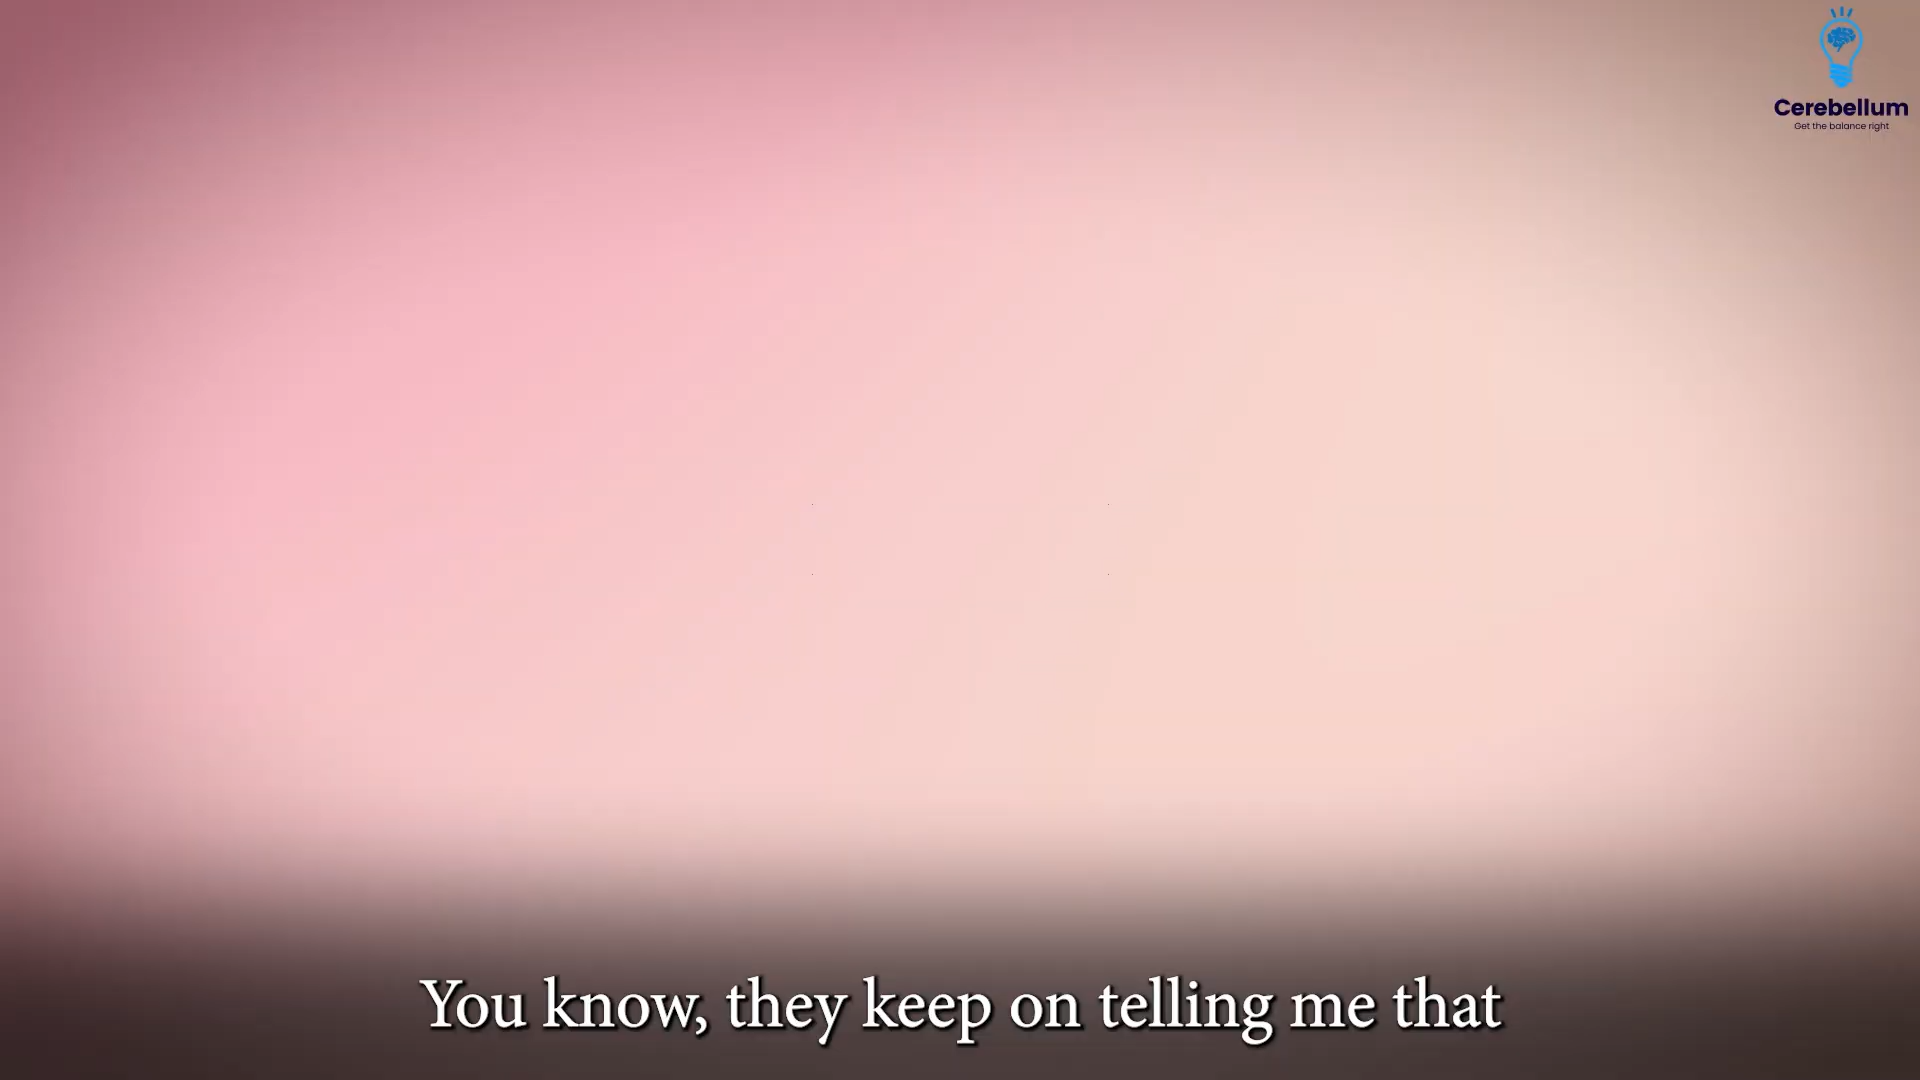 Cerebellum
Get the balance right
You know, they keep on telling me that